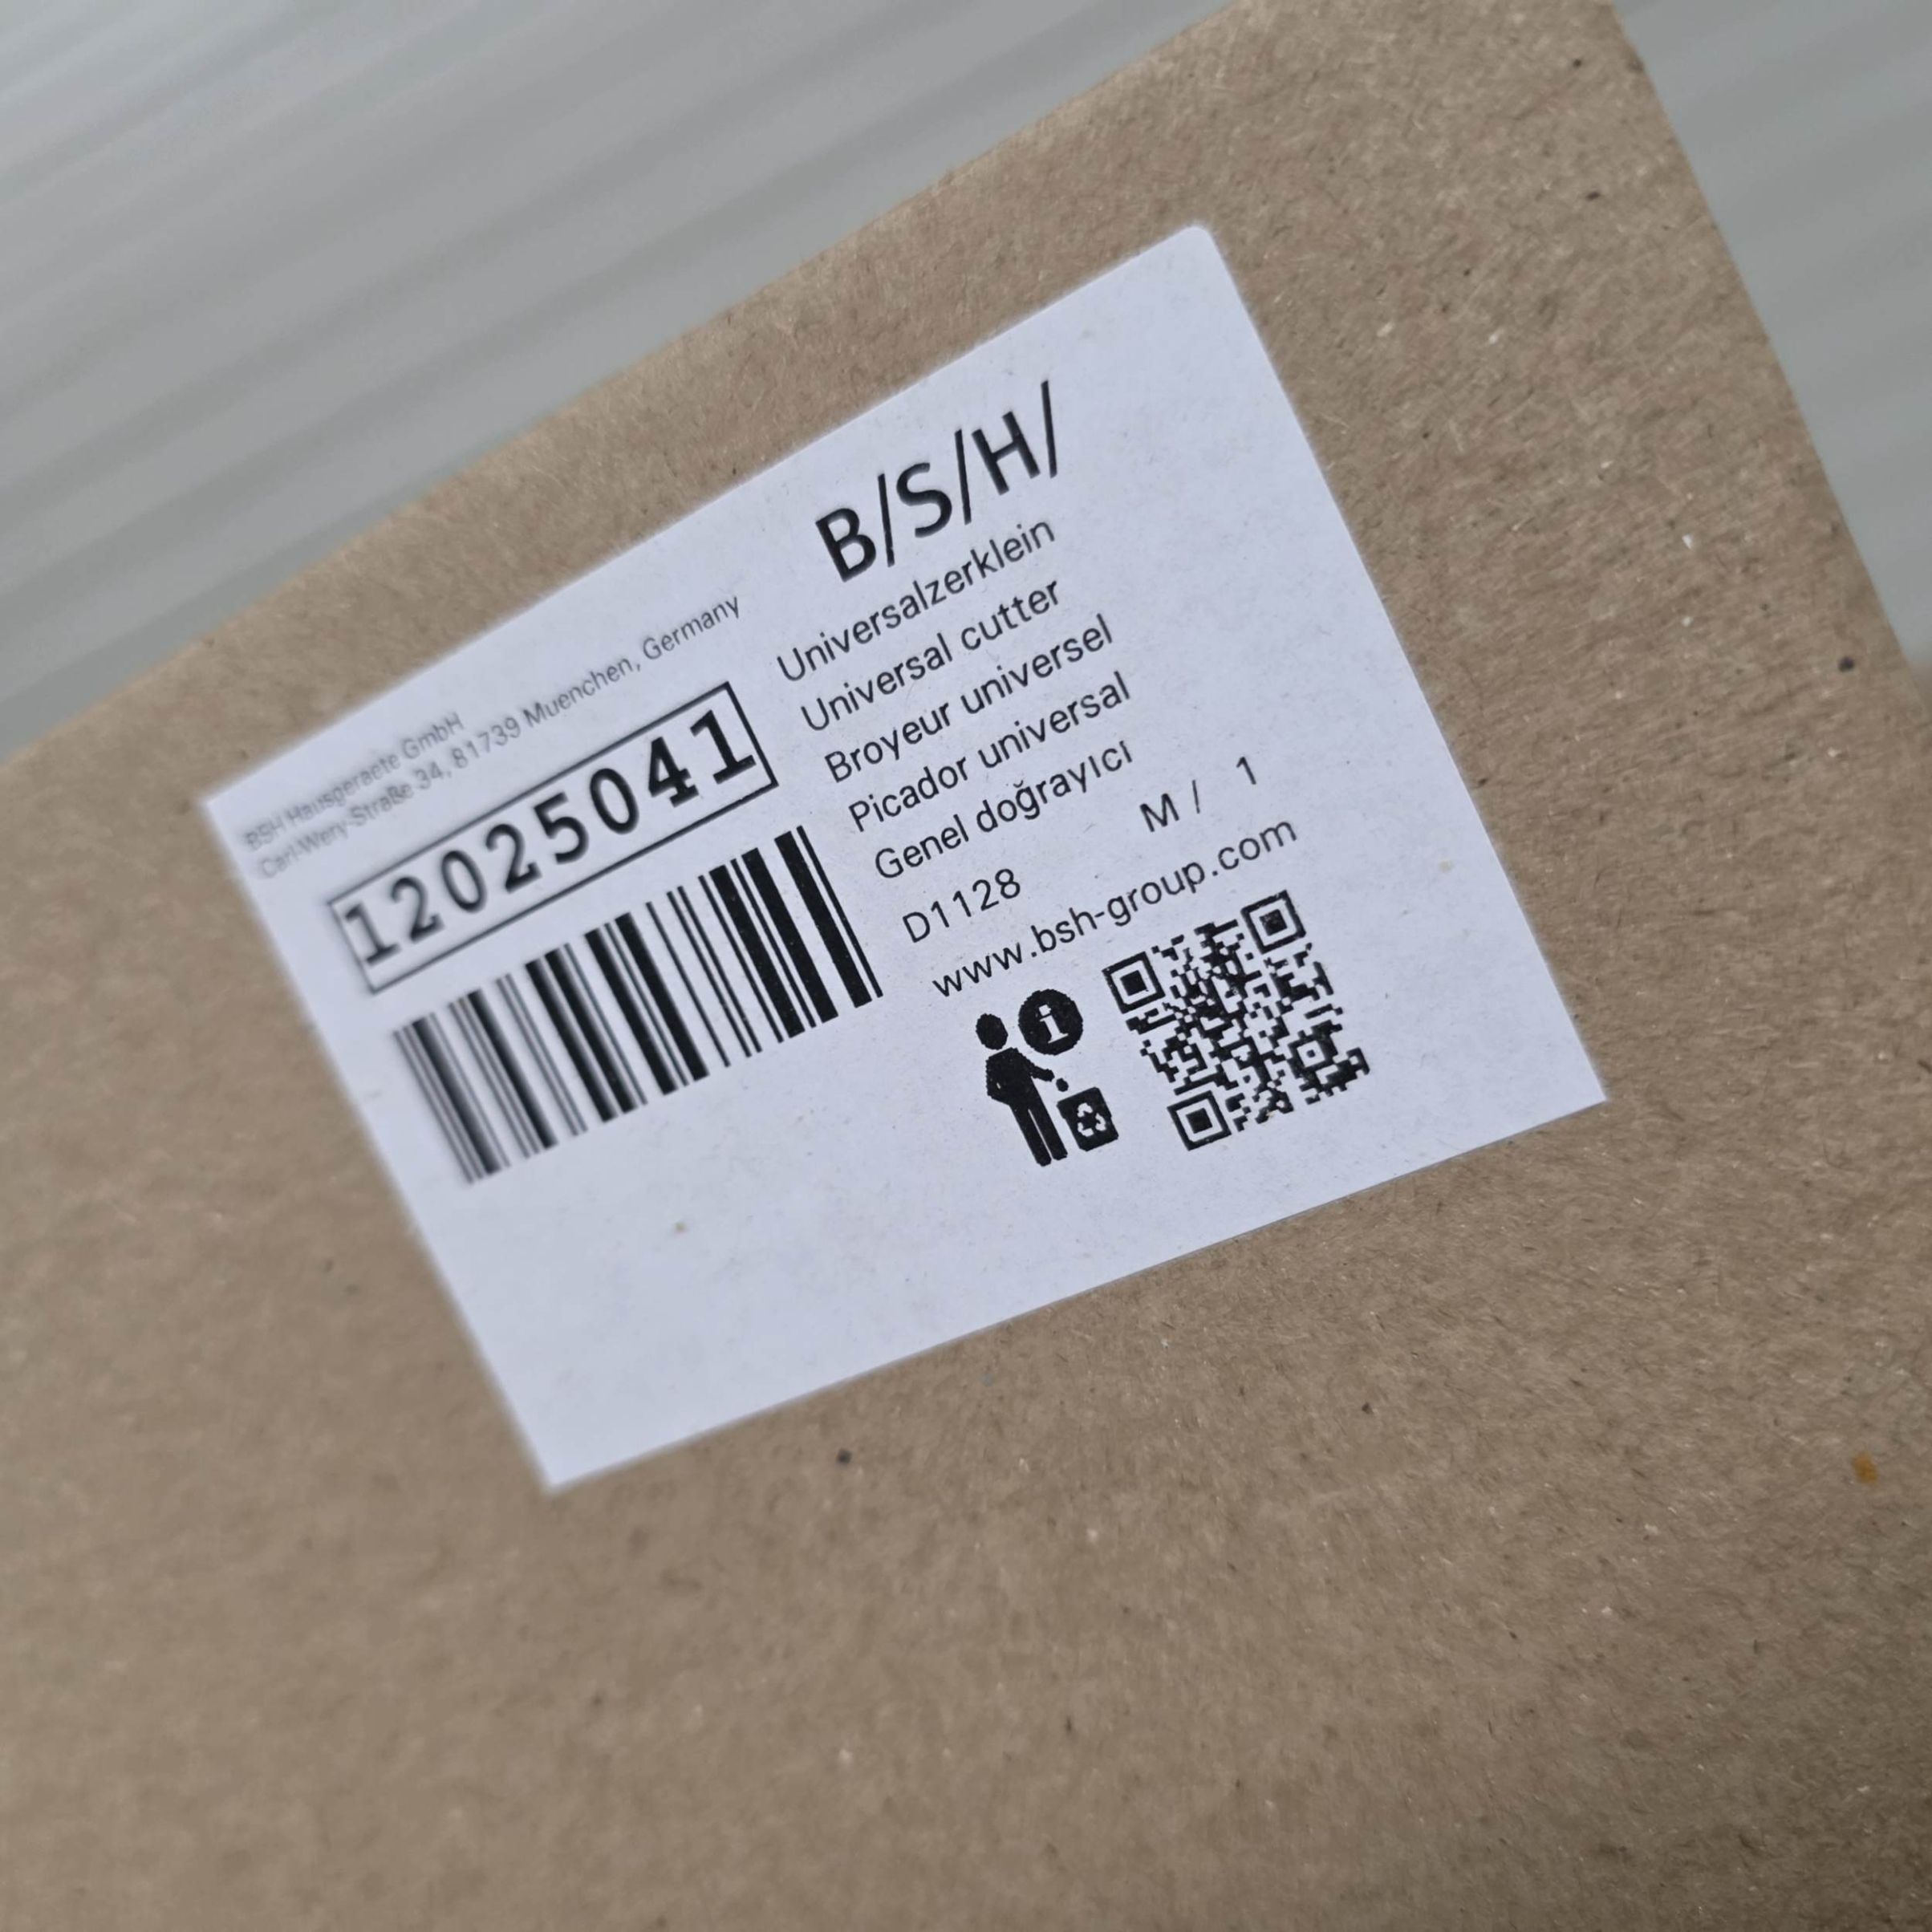 BSH Hausgeraete GmbH
Carl-Wery-Straße 34, 81739 Muenchen, Germany
12025041
B/S/H/
Universalzerklein
Universal cutter
Broyeur universel
Picador universal
Genel doğrayıcı
D1128 M / 1
www.bsh-group.com
i